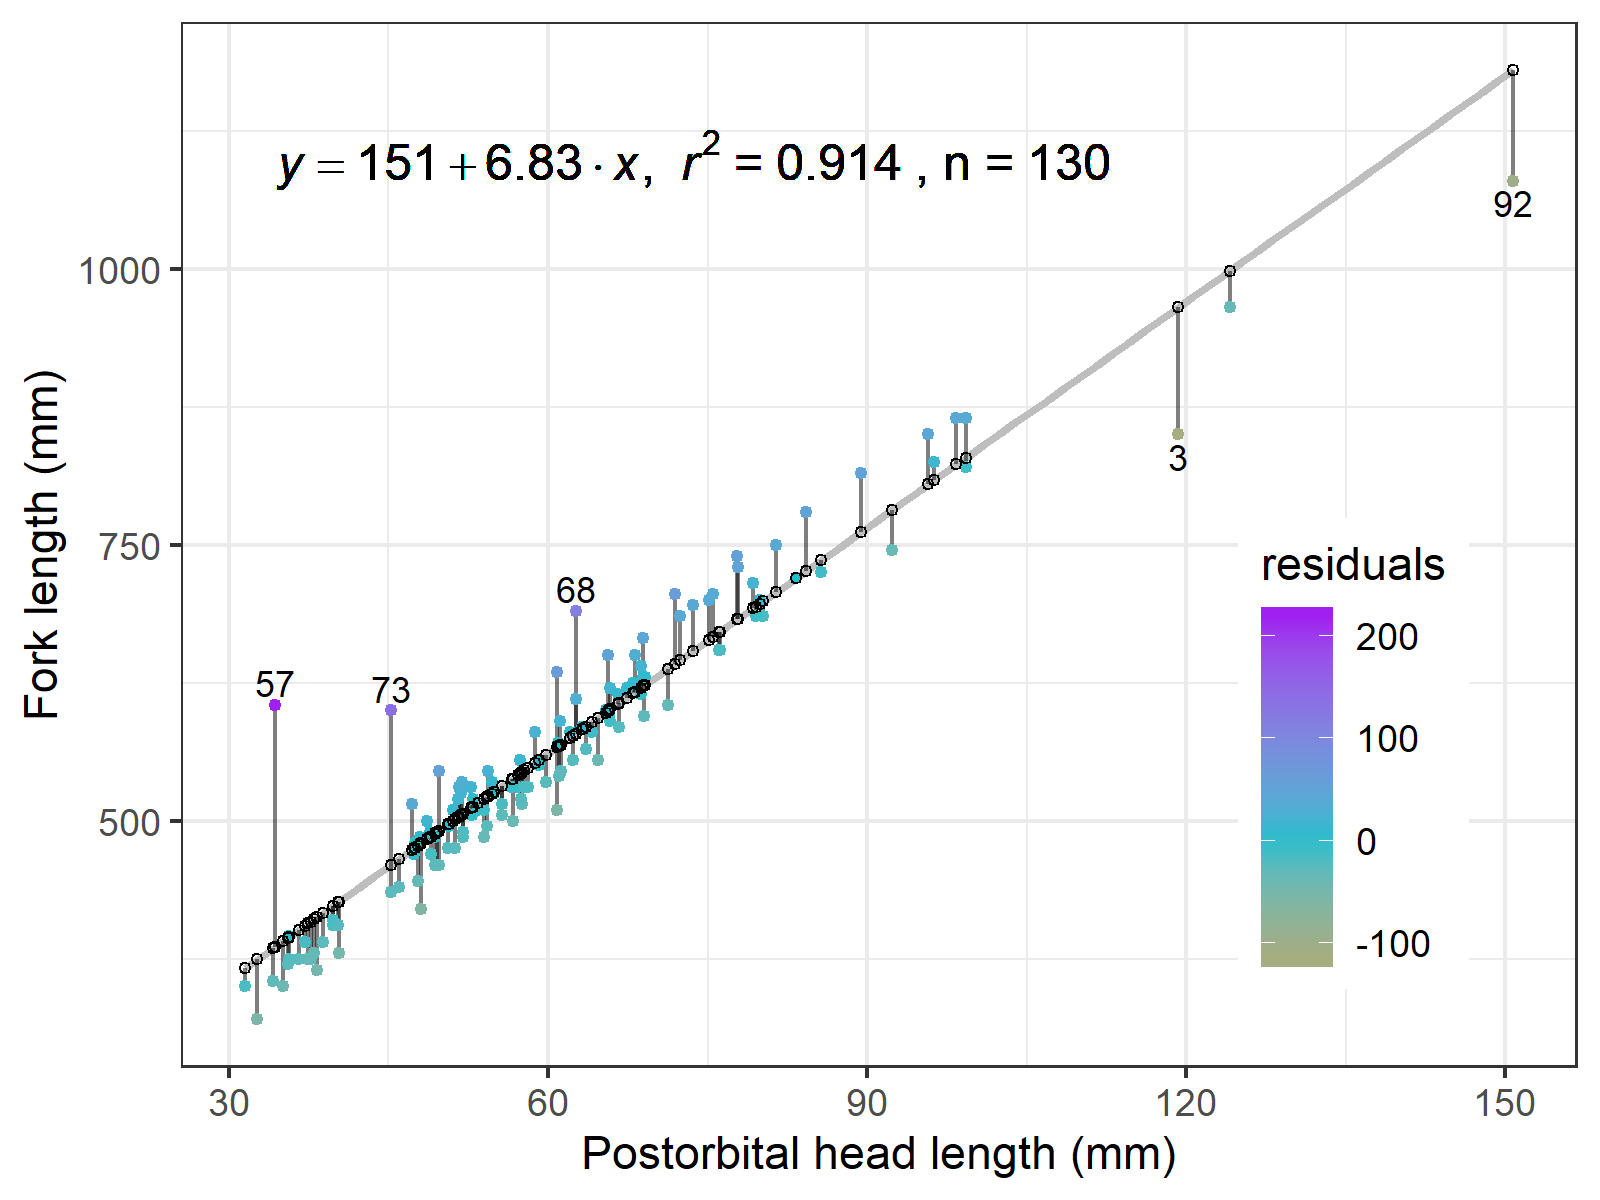 y = 151 + 6.83 · x, r² = 0.914 , n = 130
92
1000
3
Fork length (mm)
750
residuals
68
200
57
73
100
500
0
-100
30 60 90 120 150
Postorbital head length (mm)